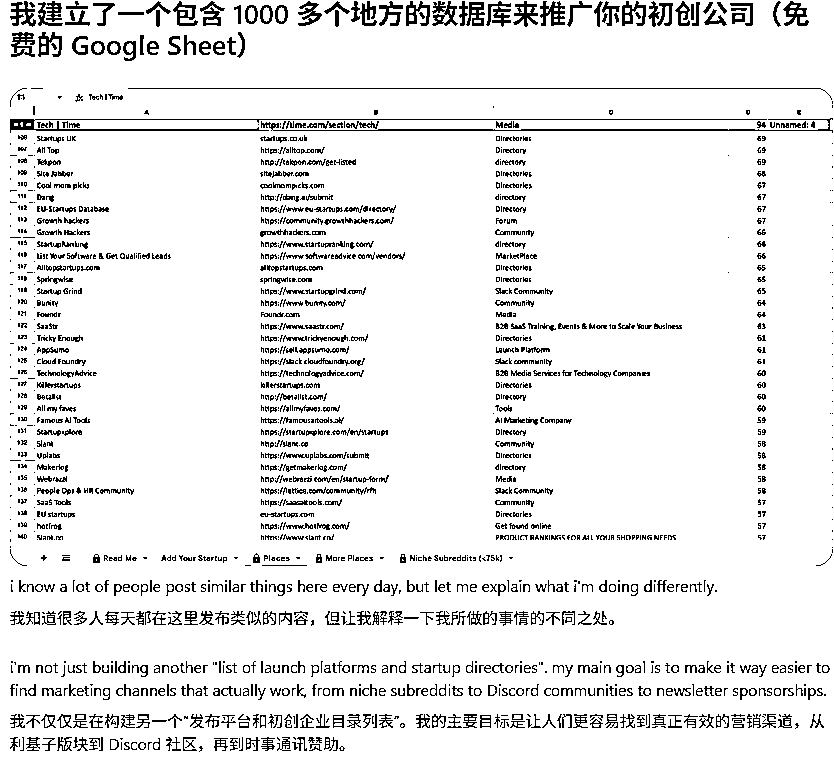 我建立了一个包含 1000 多个地方的数据库来推广你的初创公司（免
费的 Google Sheet）
fx Tech | Time
A B C D E
Tech | Time https://time.com/section/tech/ Media 94 Unnamed: 4
106 Startups UK startups.co.uk Directories 69
107 All Top https://alltop.com/ Directory 69
108 Tekpon http://tekpon.com/get-listed directory 69
109 Site Jabber sitejabber.com Directories 68
110 Cool mom picks coolmompicks.com Directories 67
111 Dang http://dang.ai/submit directory 67
112 EU-Startups Database https://www.eu-startups.com/directory/ Directory 67
113 Growth hackers https://community.growthhackers.com/ Forum 67
114 Growth Hackers growthhackers.com Community 66
115 StartupRanking https://www.startupranking.com/ directory 66
116 List Your Software & Get Qualified Leads https://www.softwareadvice.com/vendors/ MarketPlace 66
117 Alltopstartups.com alltopstartups.com Directories 65
118 Springwise springwise.com Directories 65
119 Startup Grind https://www.startupgrind.com/ Slack Community 65
120 Bunity https://www.bunity.com/ Community 64
121 Foundr Foundr.com Media 64
122 SaaStr https://www.saastr.com/ B2B SaaS Training, Events & More to Scale Your Business 63
123 Tricky Enough https://www.trickyenough.com/ Directories 61
124 AppSumo https://sell.appsumo.com/ Launch Platform 61
125 Cloud Foundry https://slack.cloudfoundry.org/ Slack community 61
126 TechnologyAdvice https://technologyadvice.com/ B2B Media Services for Technology Companies 60
127 Killerstartups killerstartups.com Directories 60
128 Betalist http://betalist.com/ Directory 60
129 All my faves https://allmyfaves.com/ Tools 60
130 Famous AI Tools https://famousaitools.ai/ AI Marketing Company 59
131 Startupxplore https://startupxplore.com/en/startups Directory 59
132 Slant http://slant.co Community 58
133 Uplabs https://www.uplabs.com/submit Directory 58
134 Makerlog https://getmakerlog.com/ directory 58
135 Webrazzi http://webrazzi.com/en/startup-form/ Media 58
136 People Ops & HR Community https://lattice.com/community/rfh Slack Community 58
137 SaaS Tools https://saasaitools.com/ Community 57
138 EU startups eu-startups.com Directories 57
139 hotfrog https://www.hotfrog.com/ Get found online 57
140 Slant.co https://www.slant.co/ PRODUCT RANKINGS FOR ALL YOUR SHOPPING NEEDS 57
Read Me Add Your Startup Places More Places Niche Subreddits (<75k)
i know a lot of people post similar things here every day, but let me explain what i'm doing differently.
我知道很多人每天都在这里发布类似的内容，但让我解释一下我所做的事情的不同之处。
i'm not just building another "list of launch platforms and startup directories". my main goal is to make it way easier to
find marketing channels that actually work, from niche subreddits to Discord communities to newsletter sponsorships.
我不仅仅是在构建另一个“发布平台和初创企业目录列表”。我的主要目标是让人们更容易找到真正有效的营销渠道，从
利基子版块到 Discord 社区，再到时事通讯赞助。